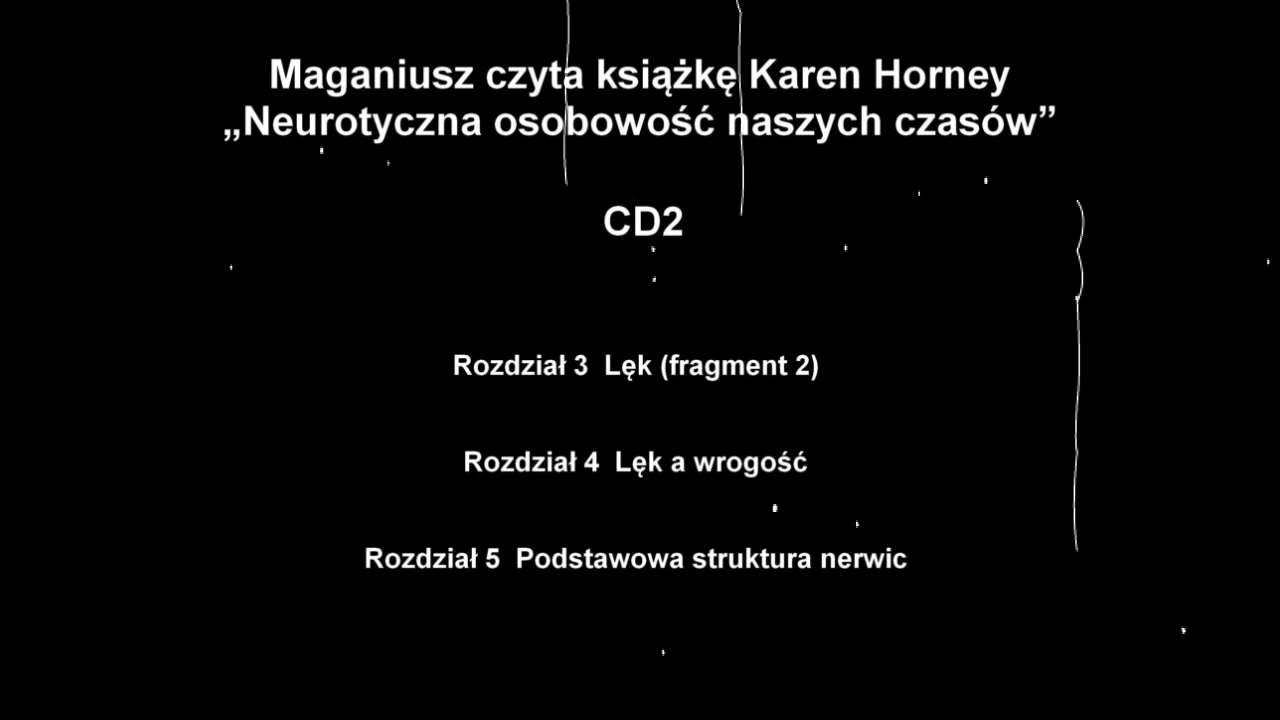 Maganiusz czyta książkę Karen Horney
„Neurotyczna osobowość naszych czasów”
CD2
Rozdział 3 Lęk (fragment 2)
Rozdział 4 Lęk a wrogość
Rozdział 5 Podstawowa struktura nerwic